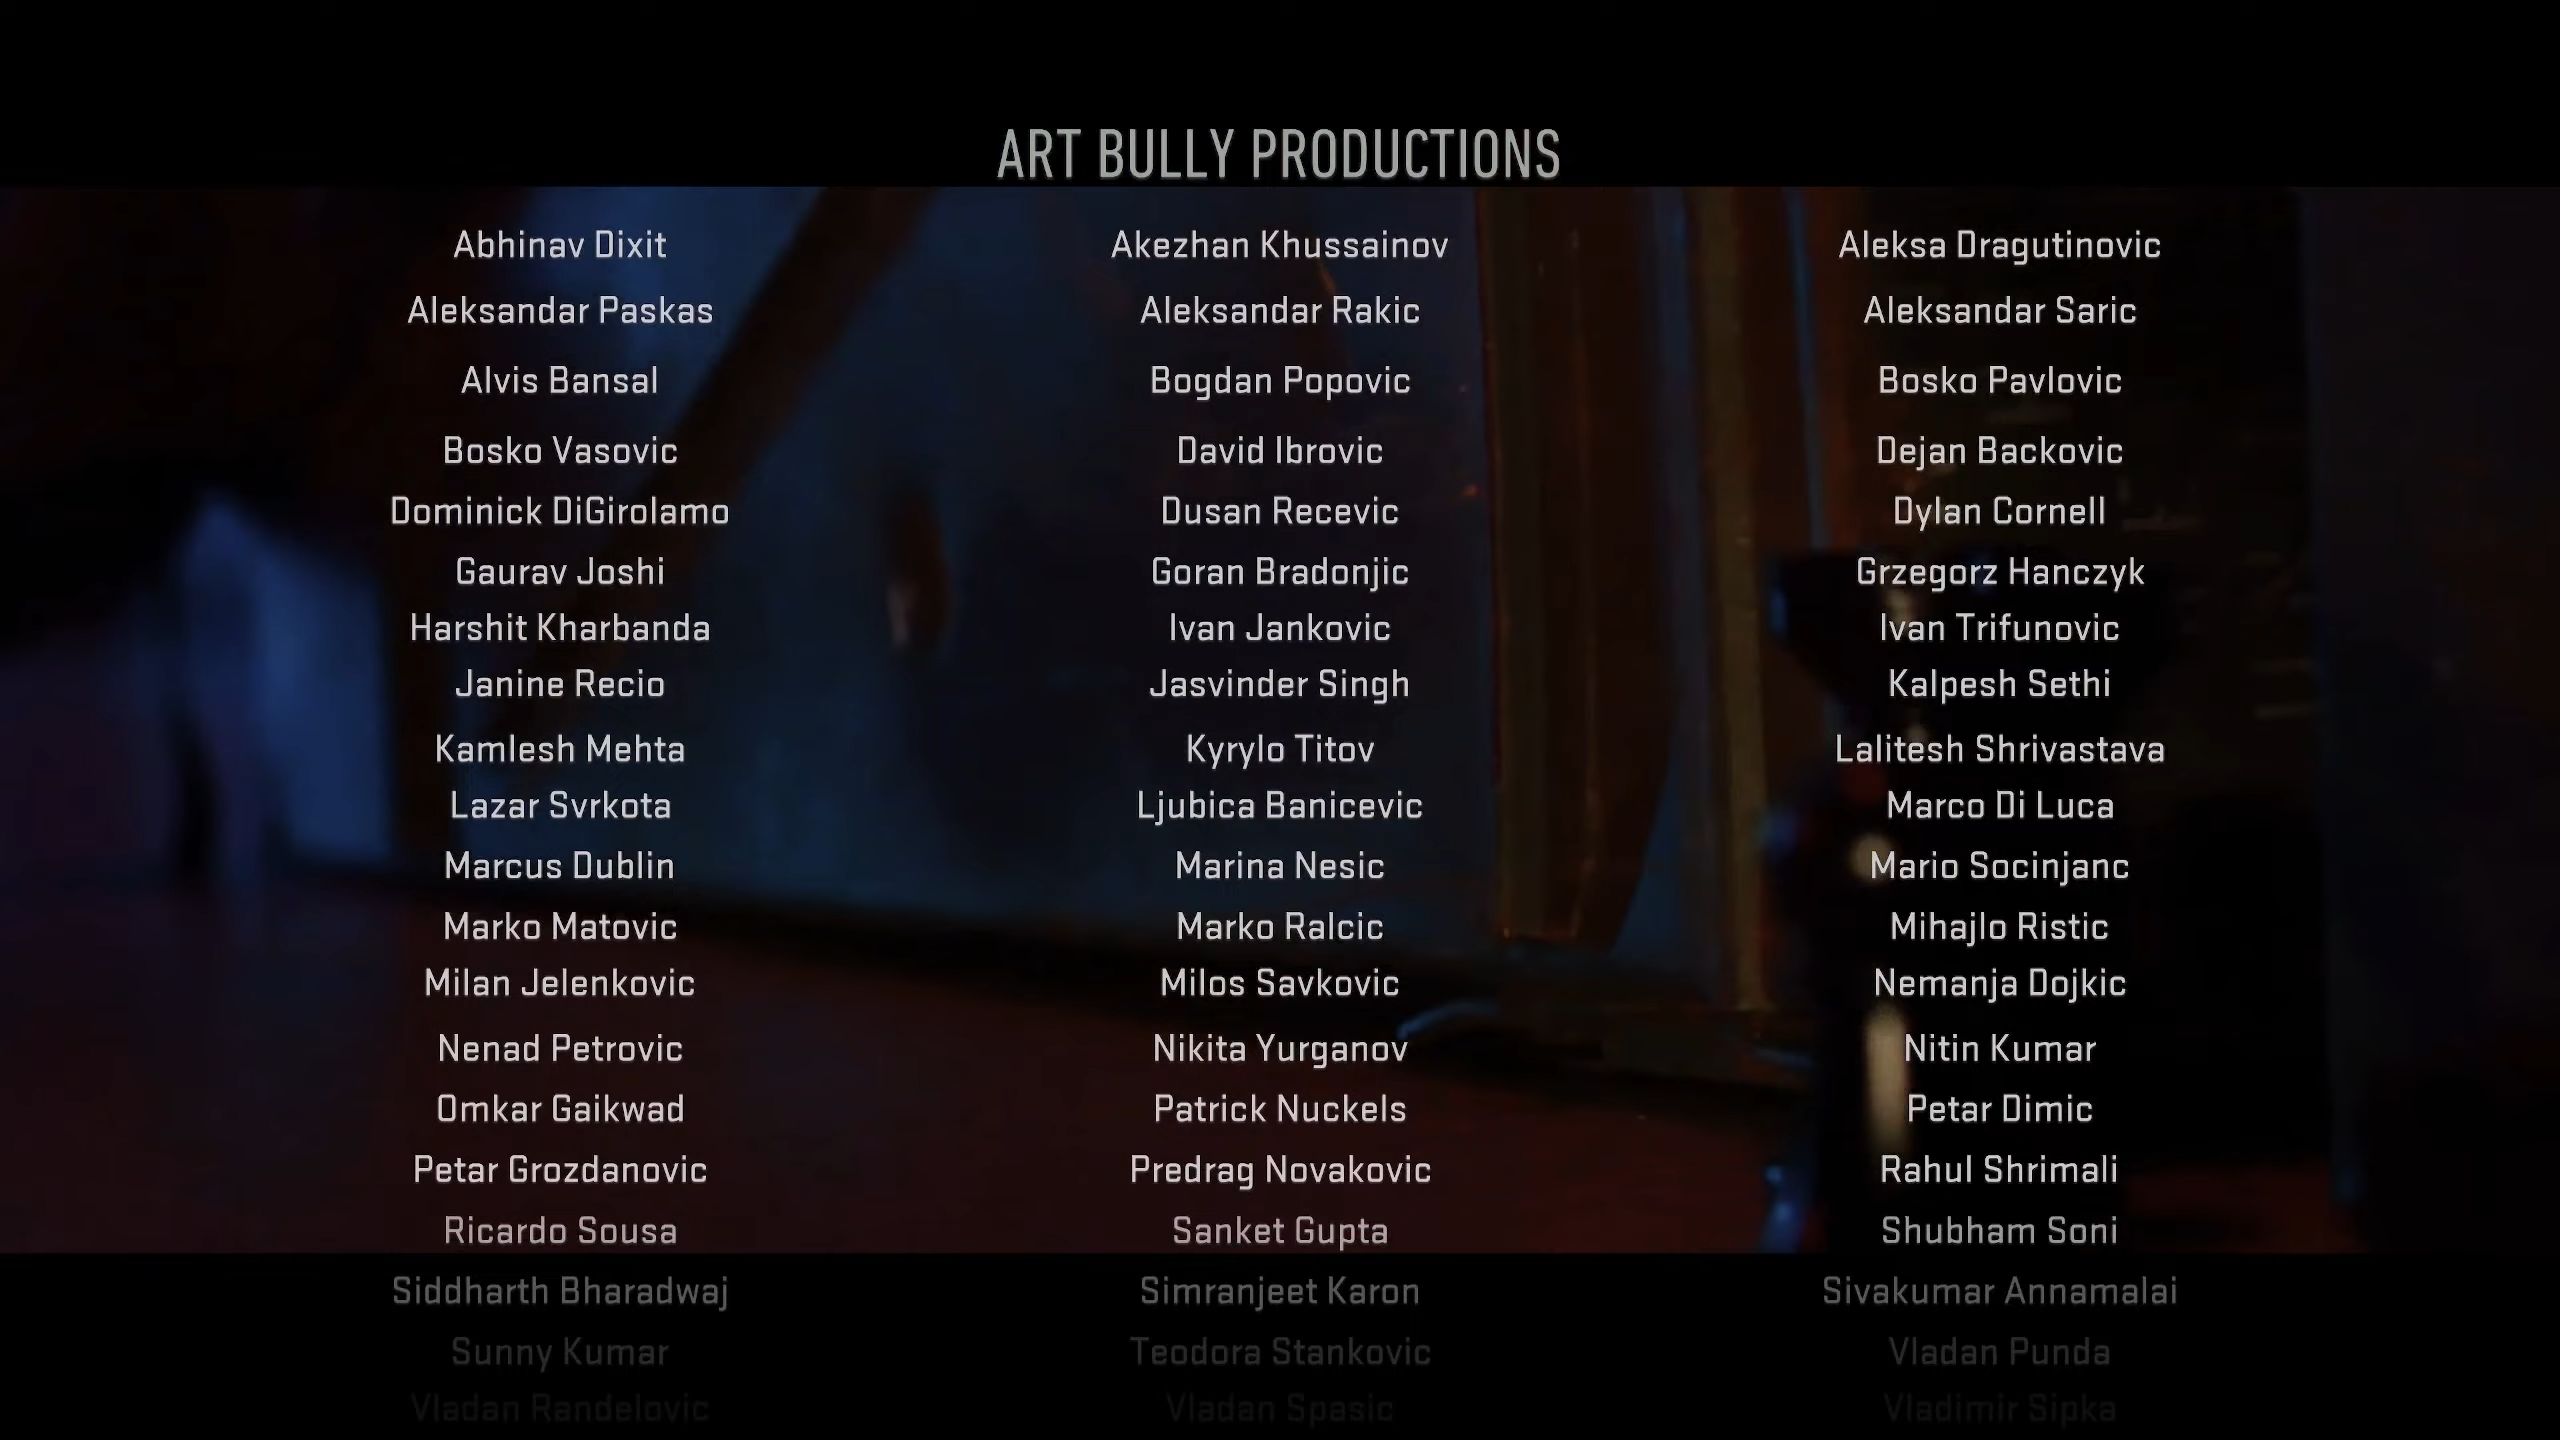 ART BULLY PRODUCTIONS
Abhinav Dixit Akezhan Khussainov Aleksa Dragutinovic
Aleksandar Paskas Aleksandar Rakic Aleksandar Saric
Alvis Bansal Bogdan Popovic Bosko Pavlovic
Bosko Vasovic David Ibrovic Dejan Backovic
Dominick DiGirolamo Dusan Recevic Dylan Cornell
Gaurav Joshi Goran Bradonjic Grzegorz Hanczyk
Harshit Kharbanda Ivan Jankovic Ivan Trifunovic
Janine Recio Jasvinder Singh Kalpesh Sethi
Kamlesh Mehta Kyrylo Titov Lalitesh Shrivastava
Lazar Svrkota Ljubica Banicevic Marco Di Luca
Marcus Dublin Marina Nesic Mario Socinjanc
Marko Matovic Marko Ralcic Mihajlo Ristic
Milan Jelenkovic Milos Savkovic Nemanja Dojkic
Nenad Petrovic Nikita Yurganov Nitin Kumar
Omkar Gaikwad Patrick Nuckels Petar Dimic
Petar Grozdanovic Predrag Novakovic Rahul Shrimali
Ricardo Sousa Sanket Gupta Shubham Soni
Siddharth Bharadwaj Simranjeet Karon Sivakumar Annamalai
Sunny Kumar Teodora Stankovic Vladan Punda
Vladan Randelovic Vladan Spasic Vladimir Sipka